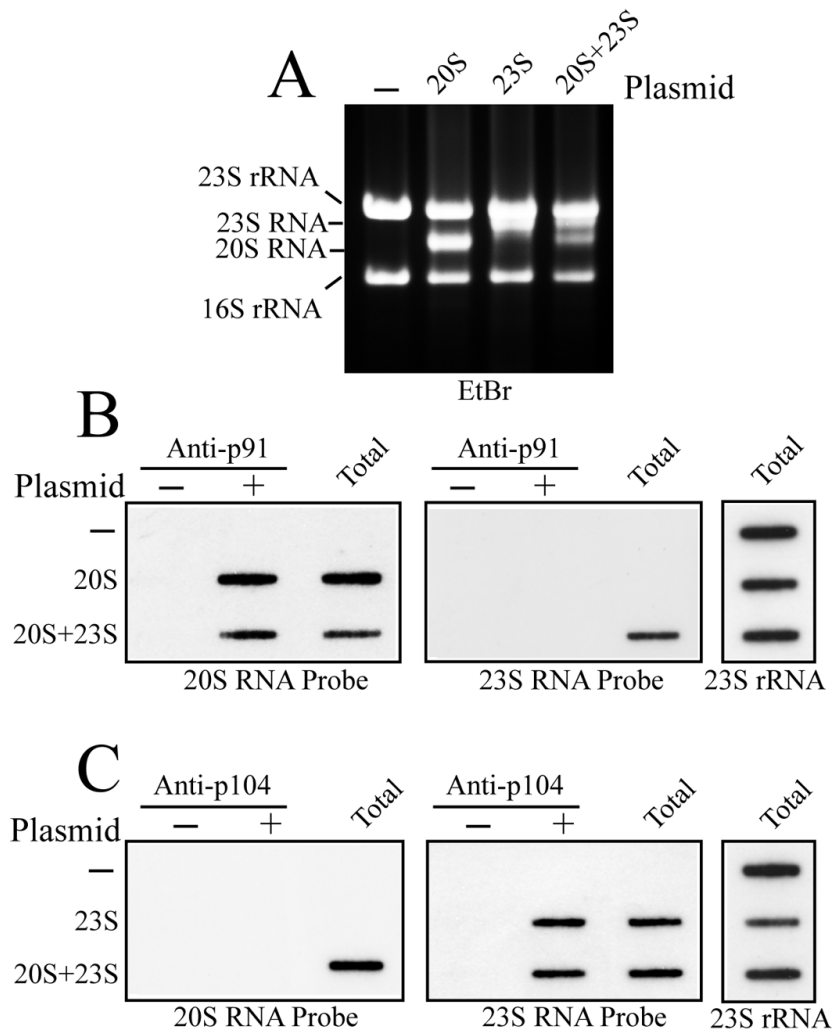 A
— 20S 23S 20S+23S Plasmid
23S rRNA
23S RNA
20S RNA
16S rRNA
EtBr
B
Anti-p91 Total Anti-p91 Total Total
Plasmid — + — +
—
20S
20S+23S
20S RNA Probe 23S RNA Probe 23S rRNA
C
Anti-p104 Total Anti-p104 Total Total
Plasmid — + — +
—
23S
20S+23S
20S RNA Probe 23S RNA Probe 23S rRNA